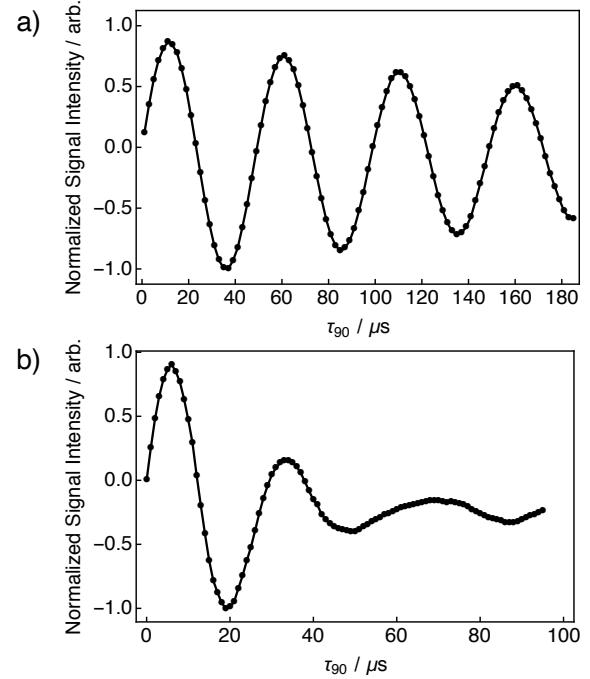 a)
Normalized Signal Intensity / arb.
1.0
0.5
0.0
−0.5
−1.0
0 20 40 60 80 100 120 140 160 180
τ90 / μs
b)
Normalized Signal Intensity / arb.
1.0
0.5
0.0
−0.5
−1.0
0 20 40 60 80 100
τ90 / μs